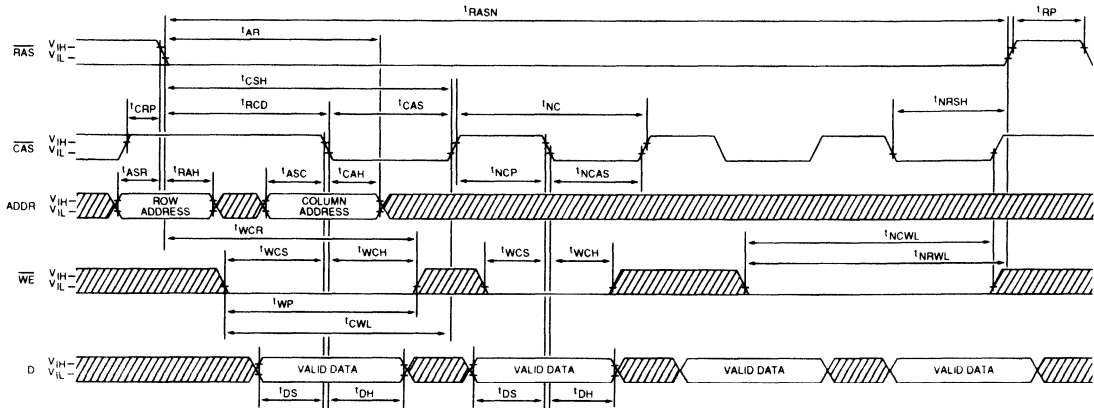 tRASN
tRP
tAR
RAS VIH
VIL
tCSH
tCRP tRCD tCAS tNC tNRSH
CAS VIH
VIL
tASR tRAH tASC tCAH tNCP tNCAS
ADDR VIH
VIL
ROW ADDRESS
COLUMN ADDRESS
tWCR tNCWL
tWCS tWCH tWCS tWCH tNRWL
WE VIH
VIL
tWP
tCWL
D VIH
VIL
VALID DATA VALID DATA VALID DATA VALID DATA
tDS tDH tDS tDH